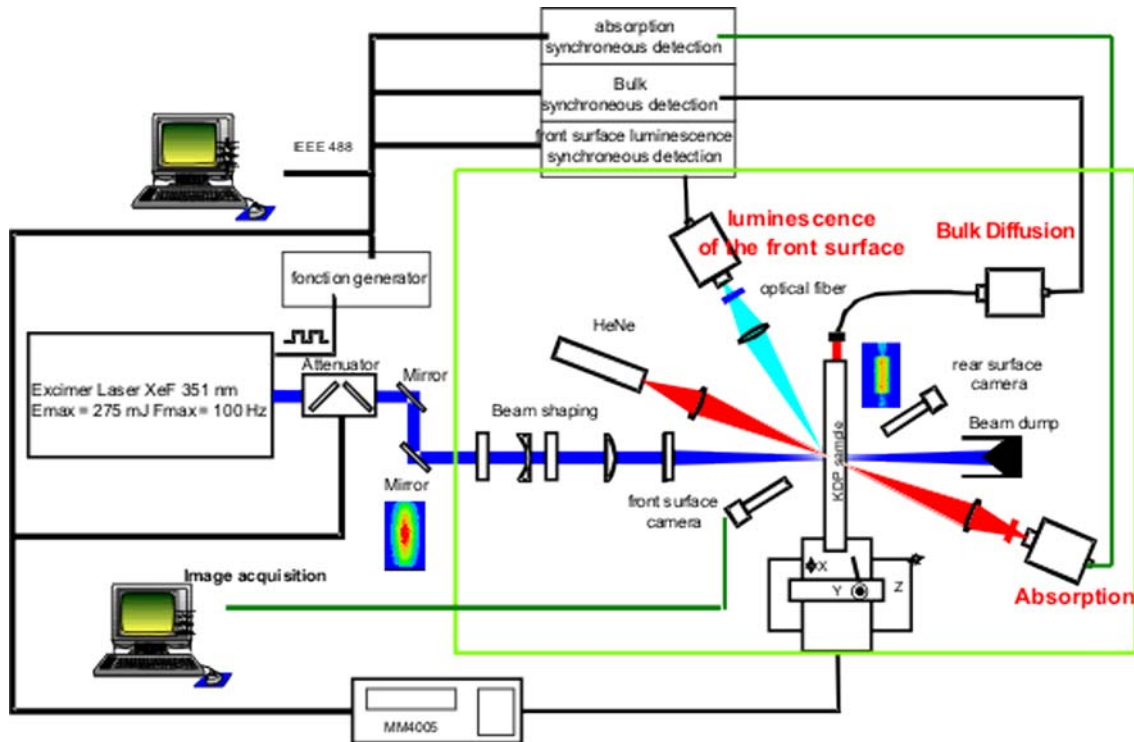 absorption
synchroneous detection
Bulk
synchroneous detection
front surface luminescence
synchroneous detection
IEEE 488
luminescence
of the front surface
Bulk Diffusion
fonction generator
optical fiber
HeNe
Attenuator
Mirror
rear surface
camera
Excimer Laser XeF 351 nm
Emax = 275 mJ Fmax = 100 Hz
Beam shaping
Beam dump
KDP sample
Mirror
front surface
camera
Image acquisition
X
Y
Z
Absorption
MM4005